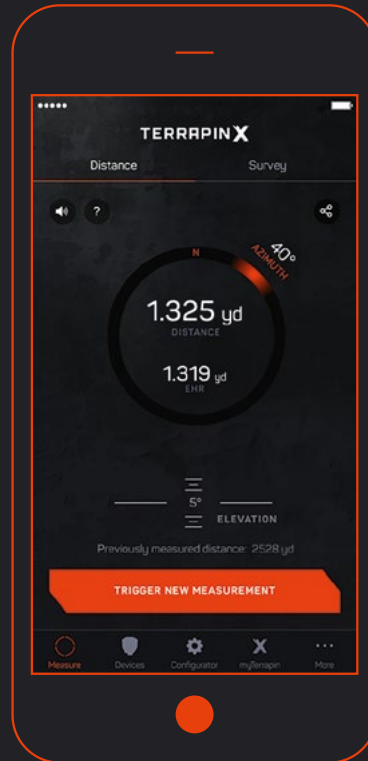 TERRAPIN X
Distance Survey
?
N
40°
AZIMUTH
1.325 yd
DISTANCE
1.319 yd
EHR
5°
ELEVATION
Previously measured distance: 2528 yd
TRIGGER NEW MEASUREMENT
Measure Devices Configurator myTerrapin More